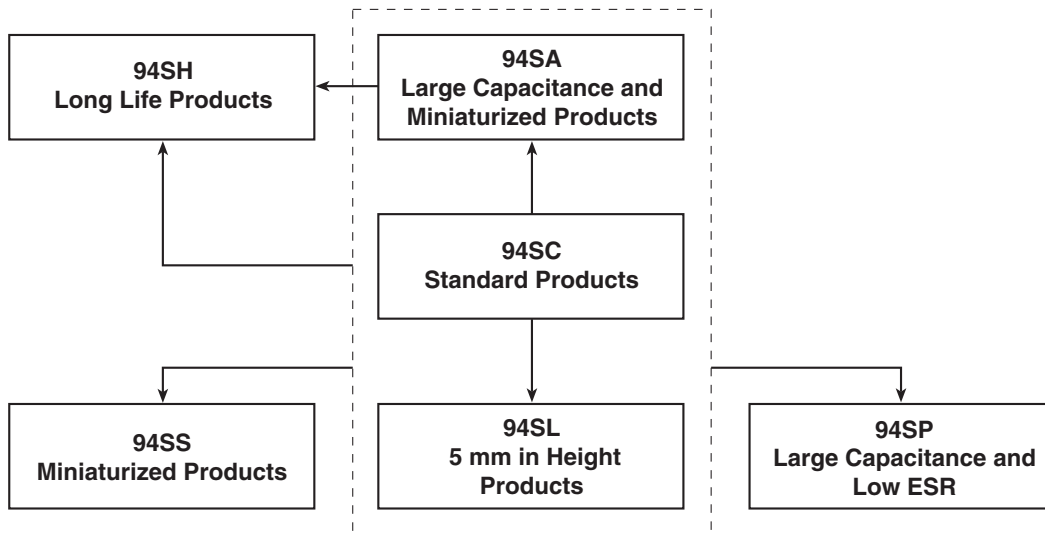 94SH
Long Life Products
94SA
Large Capacitance and
Miniaturized Products
94SC
Standard Products
94SS
Miniaturized Products
94SL
5 mm in Height
Products
94SP
Large Capacitance and
Low ESR